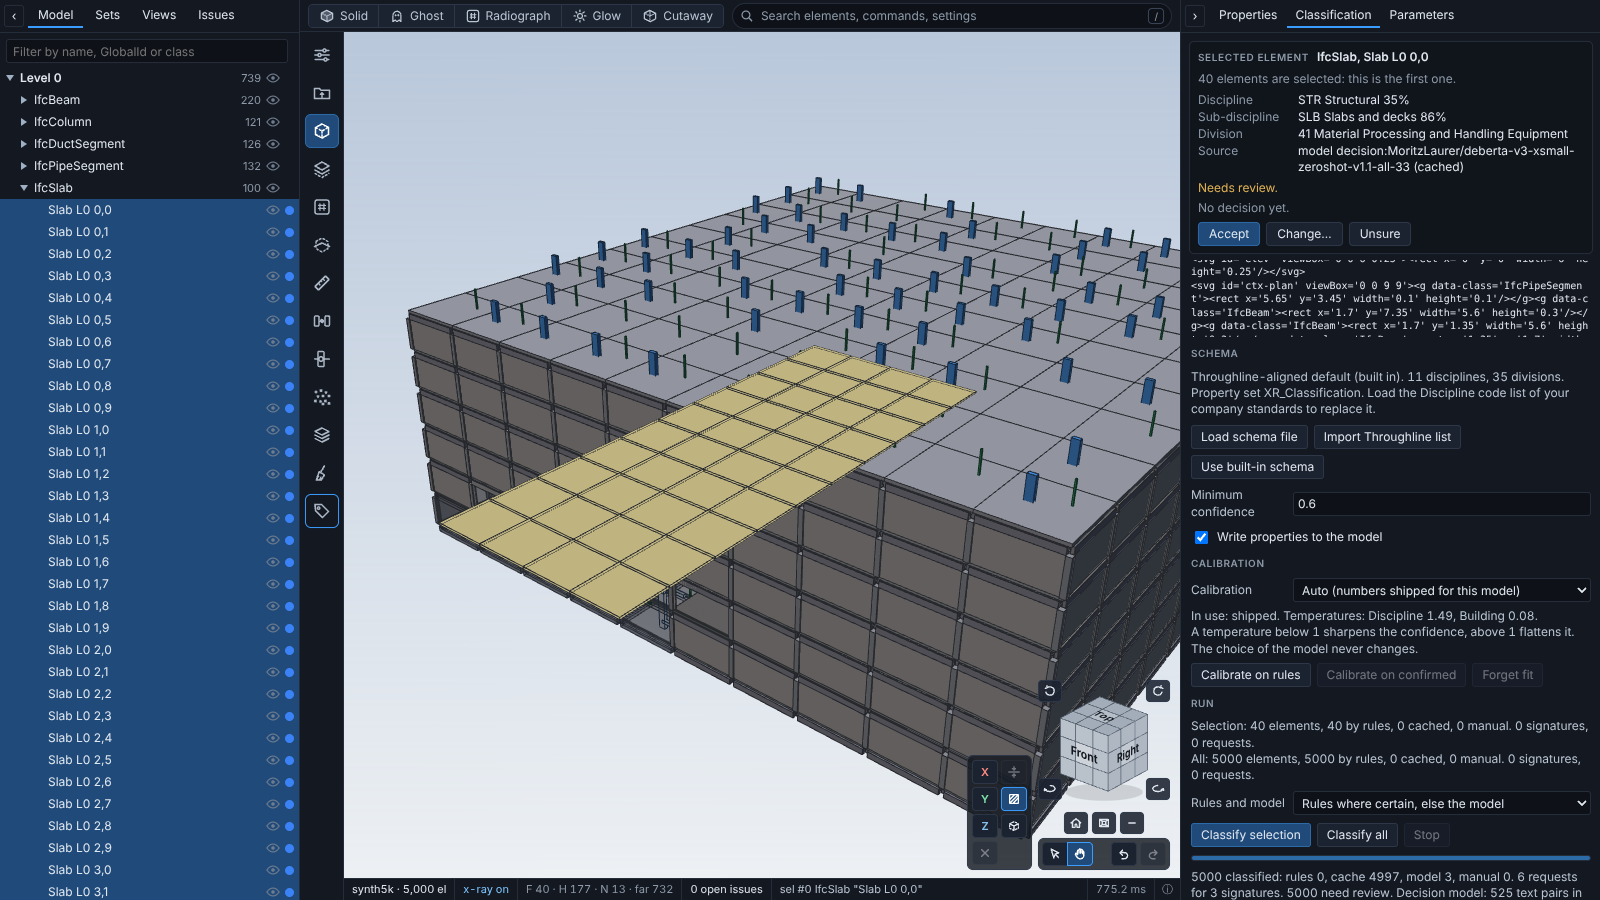 Model Sets Views Issues
Filter by name, GlobalId or class
Level 0 739
IfcBeam 220
IfcColumn 121
IfcDuctSegment 126
IfcPipeSegment 132
IfcSlab 100
Slab L0 0,0
Slab L0 0,1
Slab L0 0,2
Slab L0 0,3
Slab L0 0,4
Slab L0 0,5
Slab L0 0,6
Slab L0 0,7
Slab L0 0,8
Slab L0 0,9
Slab L0 1,0
Slab L0 1,1
Slab L0 1,2
Slab L0 1,3
Slab L0 1,4
Slab L0 1,5
Slab L0 1,6
Slab L0 1,7
Slab L0 1,8
Slab L0 1,9
Slab L0 2,0
Slab L0 2,1
Slab L0 2,2
Slab L0 2,3
Slab L0 2,4
Slab L0 2,5
Slab L0 2,6
Slab L0 2,7
Slab L0 2,8
Slab L0 2,9
Slab L0 3,0
Slab L0 3,1
Solid Ghost Radiograph Glow Cutaway
Search elements, commands, settings /
Top
Front Right
X
Y
Z
synth5k · 5,000 el x-ray on F 40 · H 177 · N 13 · far 732 0 open issues sel #0 IfcSlab "Slab L0 0,0" 775.2 ms
Properties Classification Parameters
SELECTED ELEMENT IfcSlab, Slab L0 0,0
40 elements are selected: this is the first one.
Discipline STR Structural 35%
Sub-discipline SLB Slabs and decks 86%
Division 41 Material Processing and Handling Equipment
Source model decision:MoritzLaurer/deberta-v3-xsmall-
zeroshot-v1.1-all-33 (cached)
Needs review.
No decision yet.
Accept Change... Unsure
ight='0.25'/></svg>
<svg id='ctx-plan' viewBox='0 0 9 9'><g data-class='IfcPipeSegmen
t'><rect x='5.65' y='3.45' width='0.1' height='0.1'/></g><g data-c
lass='IfcBeam'><rect x='1.7' y='7.35' width='5.6' height='0.3'/></
g><g data-class='IfcBeam'><rect x='1.7' y='1.35' width='5.6' heigh
SCHEMA
Throughline-aligned default (built in). 11 disciplines, 35 divisions.
Property set XR_Classification. Load the Discipline code list of your
company standards to replace it.
Load schema file Import Throughline list
Use built-in schema
Minimum
confidence 0.6
Write properties to the model
CALIBRATION
Calibration Auto (numbers shipped for this model)
In use: shipped. Temperatures: Discipline 1.49, Building 0.08.
A temperature below 1 sharpens the confidence, above 1 flattens it.
The choice of the model never changes.
Calibrate on rules Calibrate on confirmed Forget fit
RUN
Selection: 40 elements, 40 by rules, 0 cached, 0 manual. 0 signatures,
0 requests.
All: 5000 elements, 5000 by rules, 0 cached, 0 manual. 0 signatures,
0 requests.
Rules and model Rules where certain, else the model
Classify selection Classify all Stop
5000 classified: rules 0, cache 4997, model 3, manual 0. 6 requests
for 3 signatures. 5000 need review. Decision model: 525 text pairs in